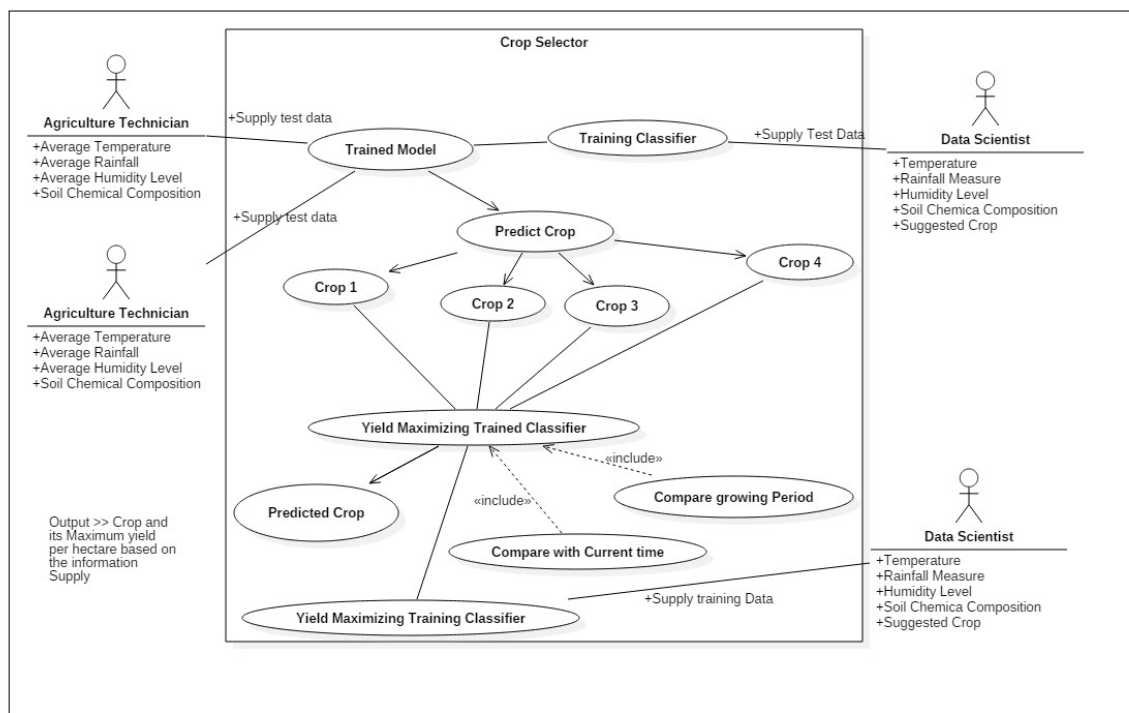 Crop Selector
Agriculture Technician
+Average Temperature
+Average Rainfall
+Average Humidity Level
+Soil Chemical Composition
+Supply test data
Trained Model
Training Classifier
+Supply Test Data
Data Scientist
+Temperature
+Rainfall Measure
+Humidity Level
+Soil Chemica Composition
+Suggested Crop
+Supply test data
Agriculture Technician
+Average Temperature
+Average Rainfall
+Average Humidity Level
+Soil Chemical Composition
Predict Crop
Crop 1
Crop 2
Crop 3
Crop 4
Yield Maximizing Trained Classifier
«include»
«include»
Compare growing Period
Predicted Crop
Compare with Current time
Output >> Crop and
its Maximum yield
per hectare based on
the information
Supply
Data Scientist
+Temperature
+Rainfall Measure
+Humidity Level
+Soil Chemica Composition
+Suggested Crop
+Supply training Data
Yield Maximizing Training Classifier